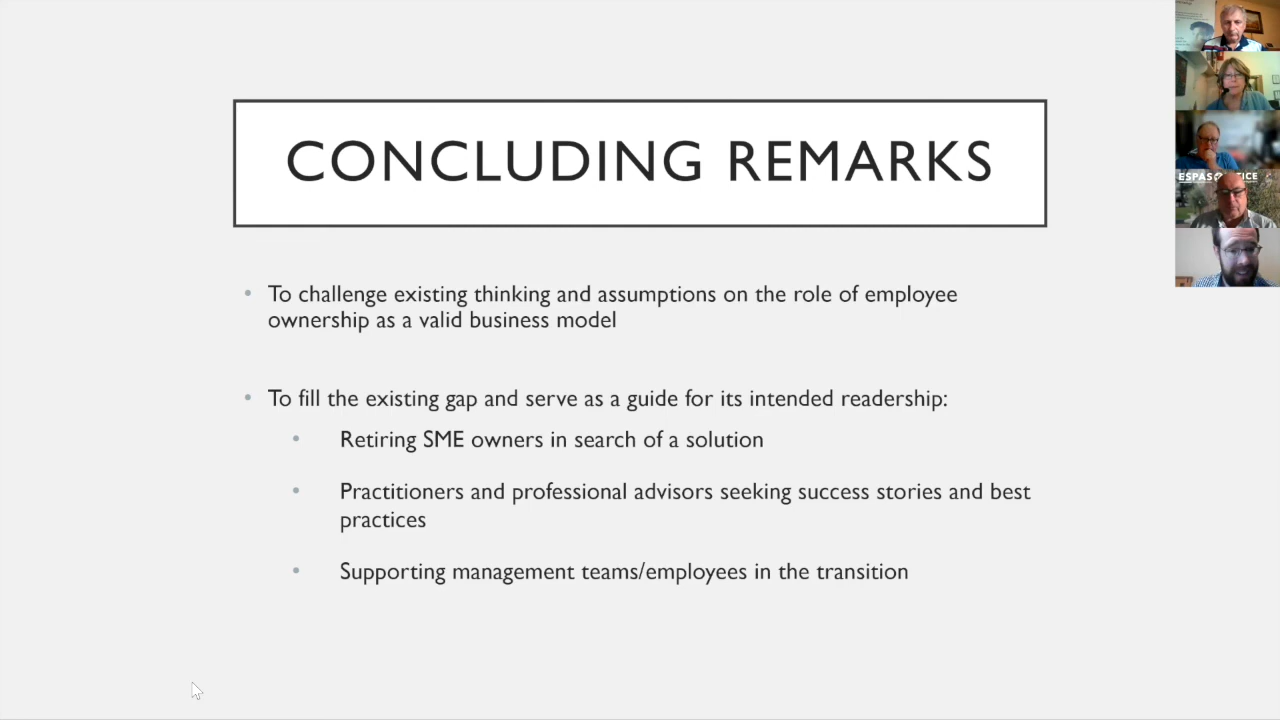 CONCLUDING REMARKS
• To challenge existing thinking and assumptions on the role of employee
ownership as a valid business model
• To fill the existing gap and serve as a guide for its intended readership:
• Retiring SME owners in search of a solution
• Practitioners and professional advisors seeking success stories and best
practices
• Supporting management teams/employees in the transition
ESPAS